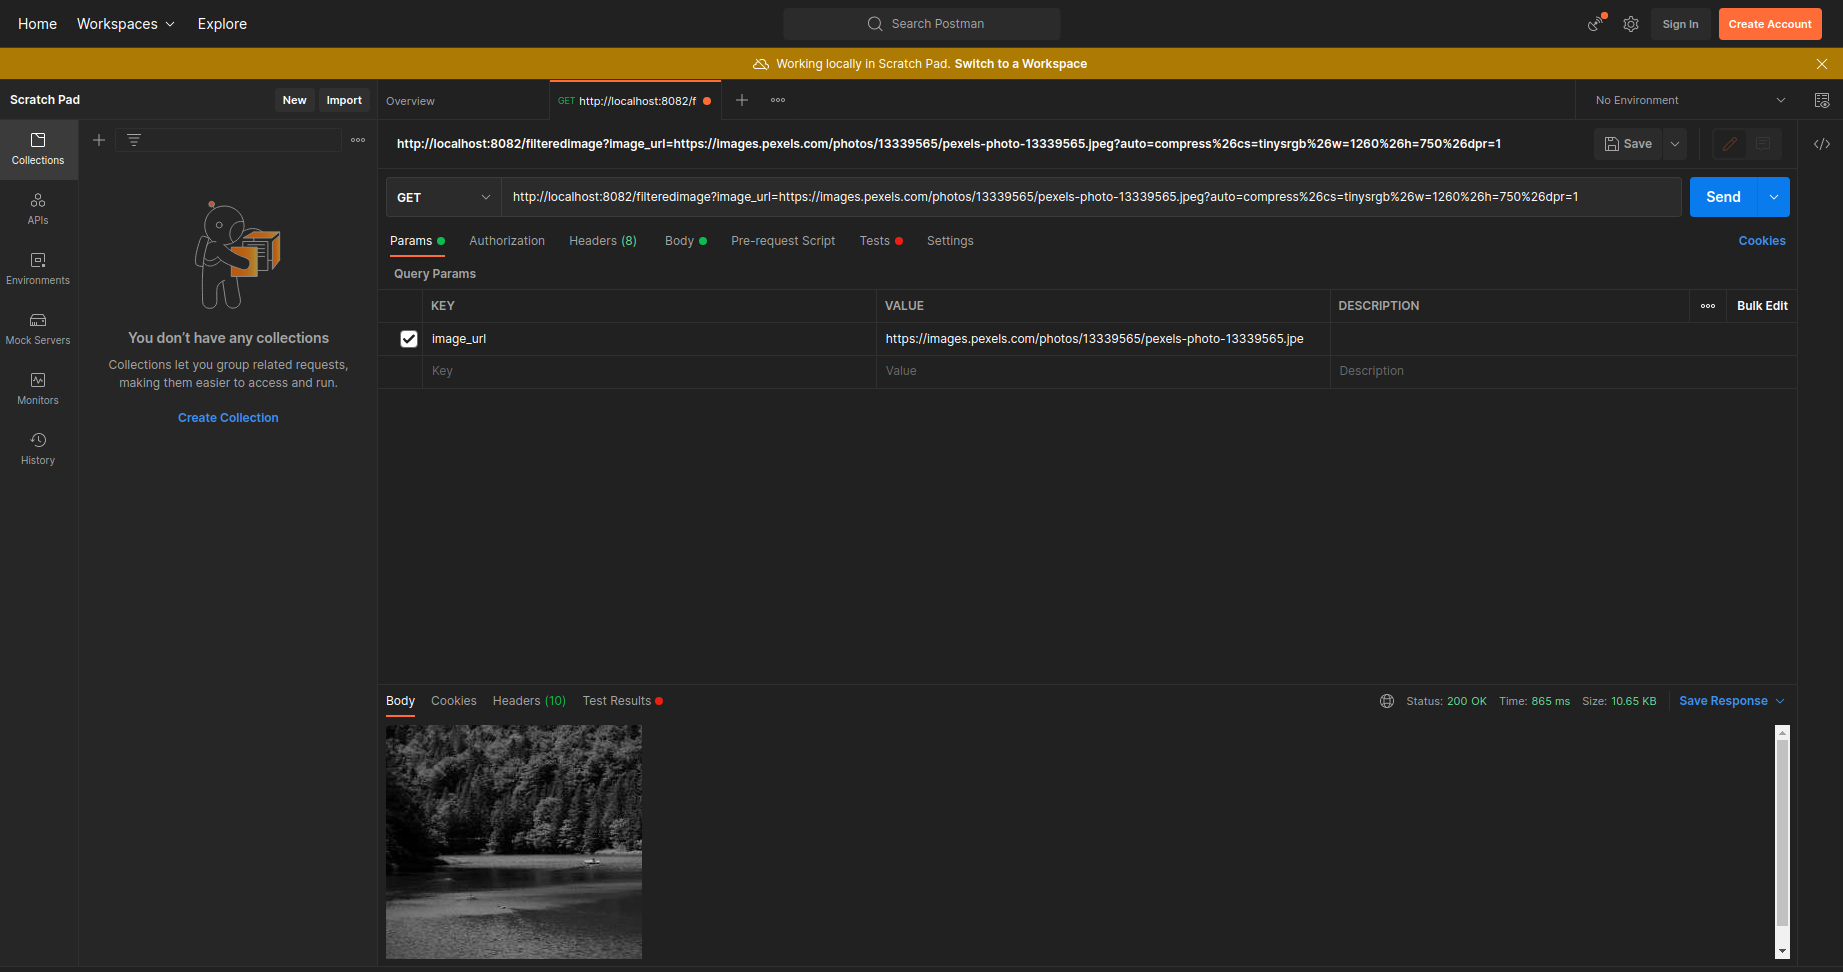 Home Workspaces Explore Search Postman Sign In Create Account
Working locally in Scratch Pad. Switch to a Workspace
Scratch Pad New Import
Overview GET http://localhost:8082/f No Environment
Collections
APIs
Environments
Mock Servers
Monitors
History
You don't have any collections
Collections let you group related requests,
making them easier to access and run.
Create Collection
http://localhost:8082/filteredimage?image_url=https://images.pexels.com/photos/13339565/pexels-photo-13339565.jpeg?auto=compress%26cs=tinysrgb%26w=1260%26h=750%26dpr=1 Save
GET http://localhost:8082/filteredimage?image_url=https://images.pexels.com/photos/13339565/pexels-photo-13339565.jpeg?auto=compress%26cs=tinysrgb%26w=1260%26h=750%26dpr=1 Send
Params Authorization Headers (8) Body Pre-request Script Tests Settings Cookies
Query Params
KEY VALUE DESCRIPTION Bulk Edit
image_url https://images.pexels.com/photos/13339565/pexels-photo-13339565.jpe
Key Value Description
Body Cookies Headers (10) Test Results Status: 200 OK Time: 865 ms Size: 10.65 KB Save Response